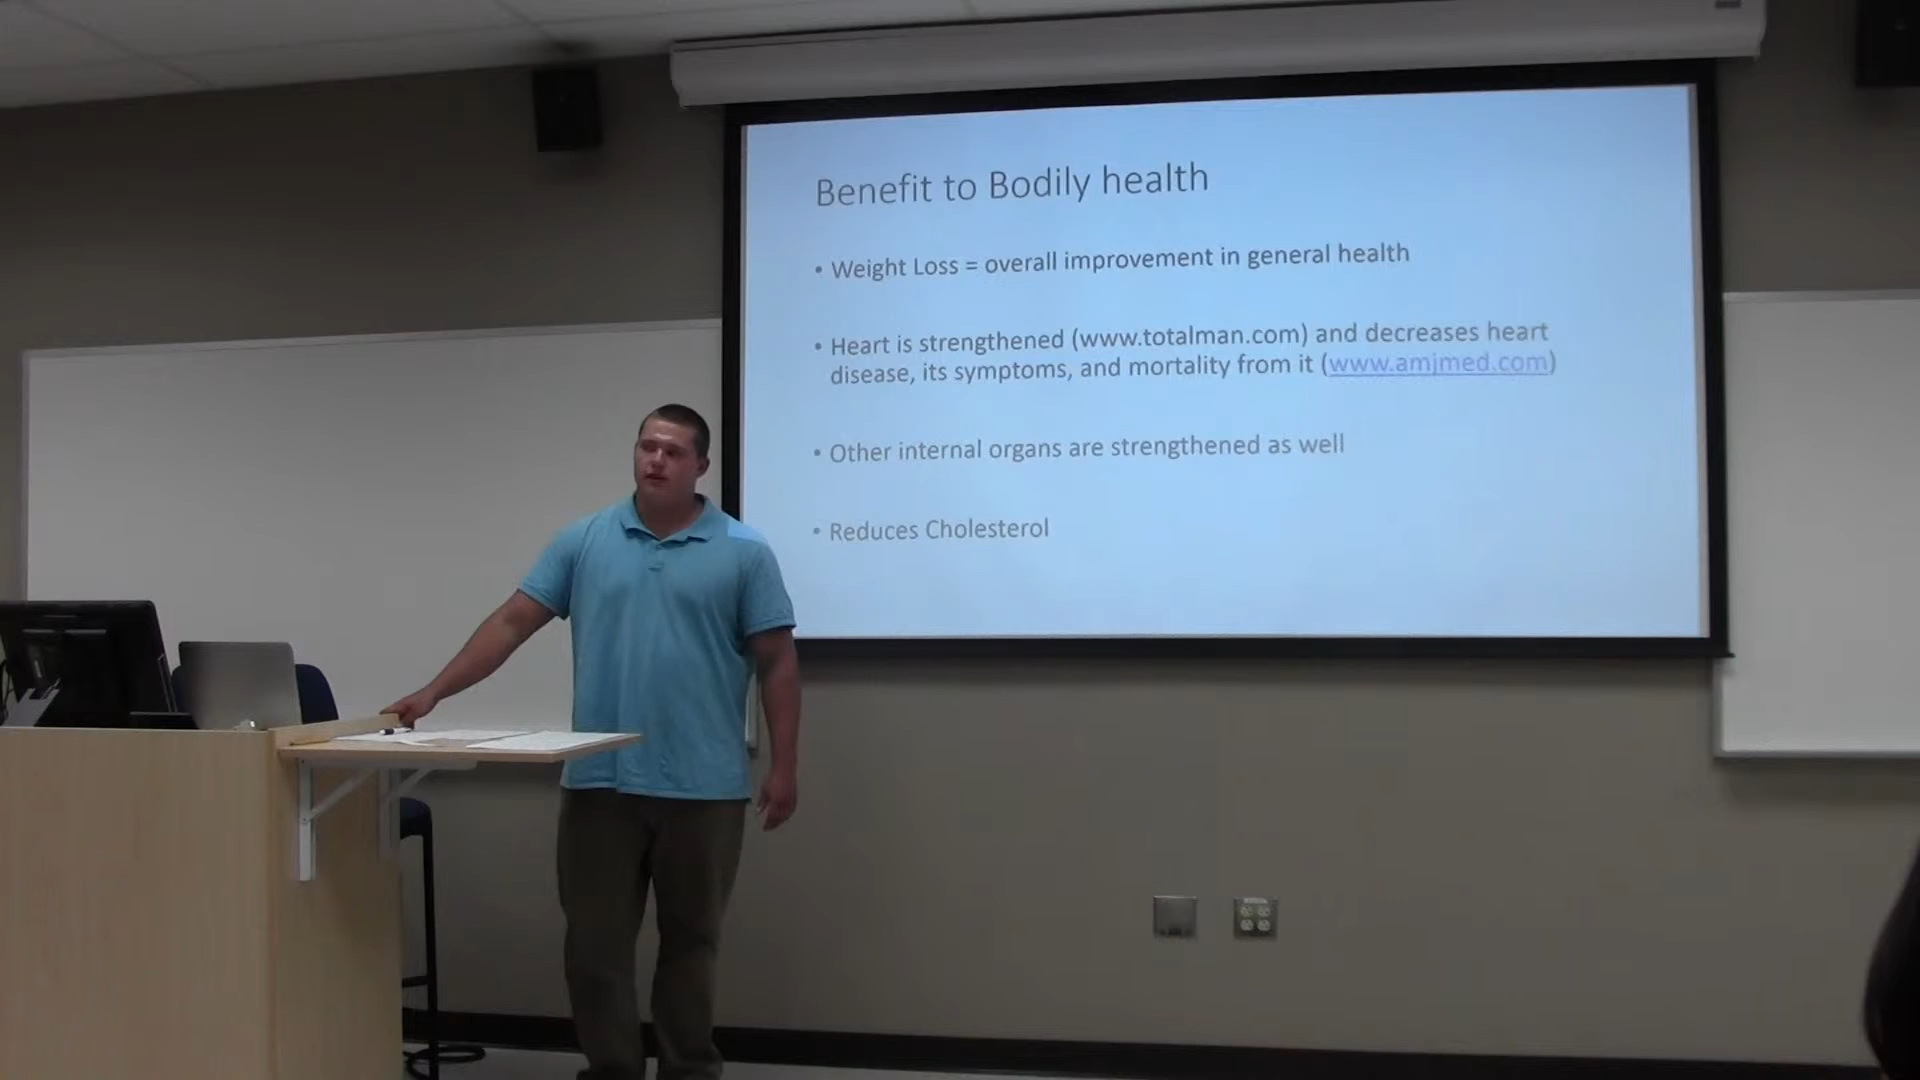 Benefit to Bodily health
• Weight Loss = overall improvement in general health
• Heart is strengthened (www.totalman.com) and decreases heart
disease, its symptoms, and mortality from it (www.amjmed.com)
• Other internal organs are strengthened as well
• Reduces Cholesterol